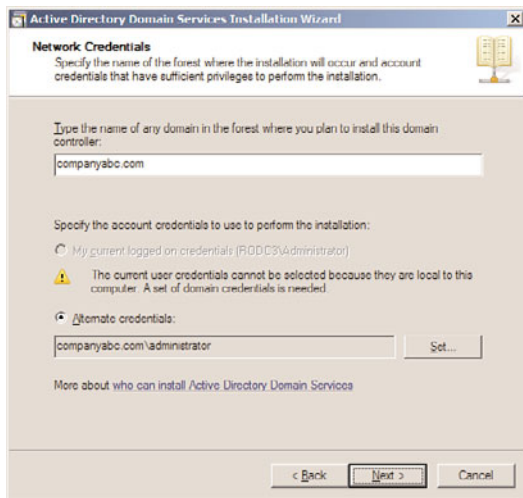 Active Directory Domain Services Installation Wizard
Network Credentials
Specify the name of the forest where the installation will occur and account
credentials that have sufficient privileges to perform the installation.
Type the name of any domain in the forest where you plan to install this domain
controller:
companyabc.com
Specify the account credentials to use to perform the installation:
My current logged on credentials (RODC3\Administrator)
The current user credentials cannot be selected because they are local to this
computer. A set of domain credentials is needed.
Alternate credentials:
companyabc.com\administrator
Set...
More about who can install Active Directory Domain Services
< Back
Next >
Cancel